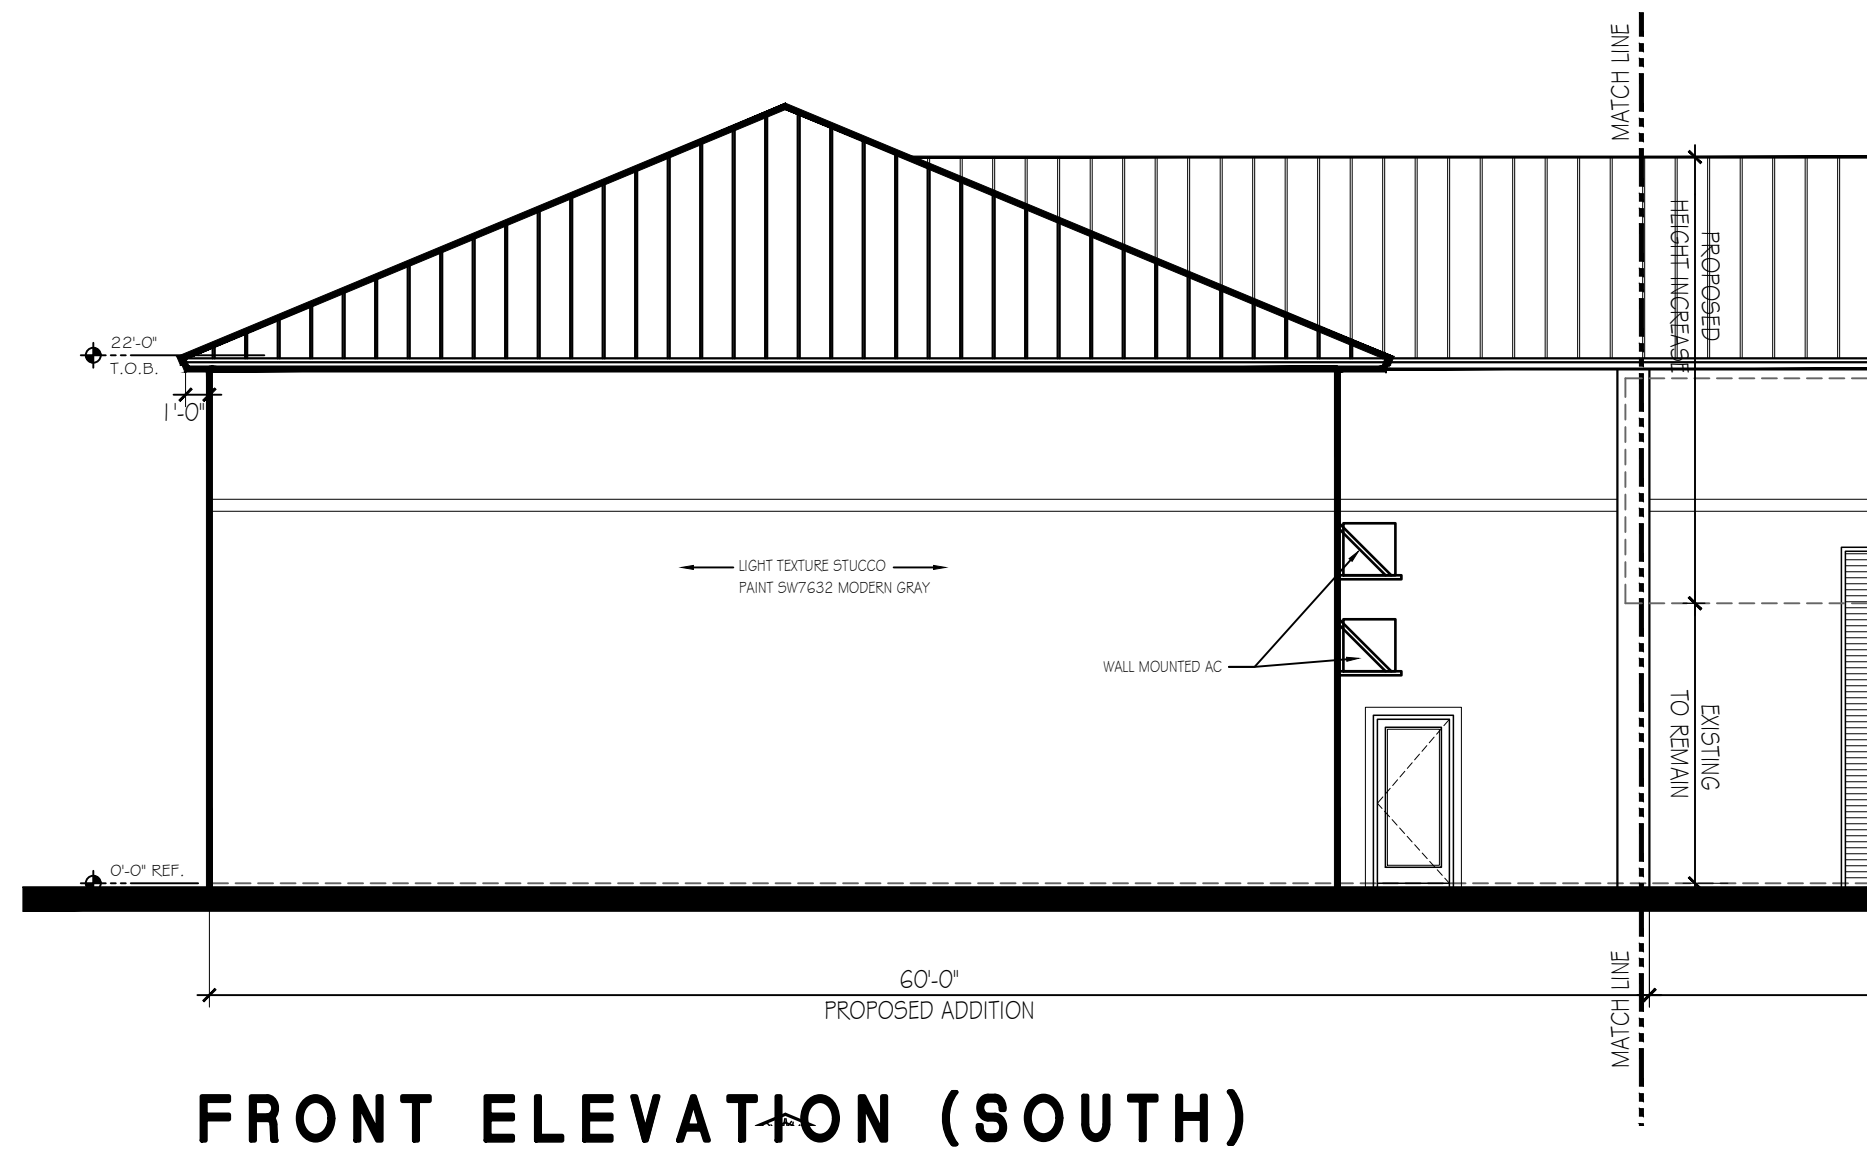 MATCH LINE
PROPOSED
HEIGHT INCREASE
22'-0"
T.O.B.
1'-0"
LIGHT TEXTURE STUCCO
PAINT SW7632 MODERN GRAY
WALL MOUNTED AC
EXISTING
TO REMAIN
0'-0" REF.
60'-0"
PROPOSED ADDITION
MATCH LINE
FRONT ELEVATION (SOUTH)